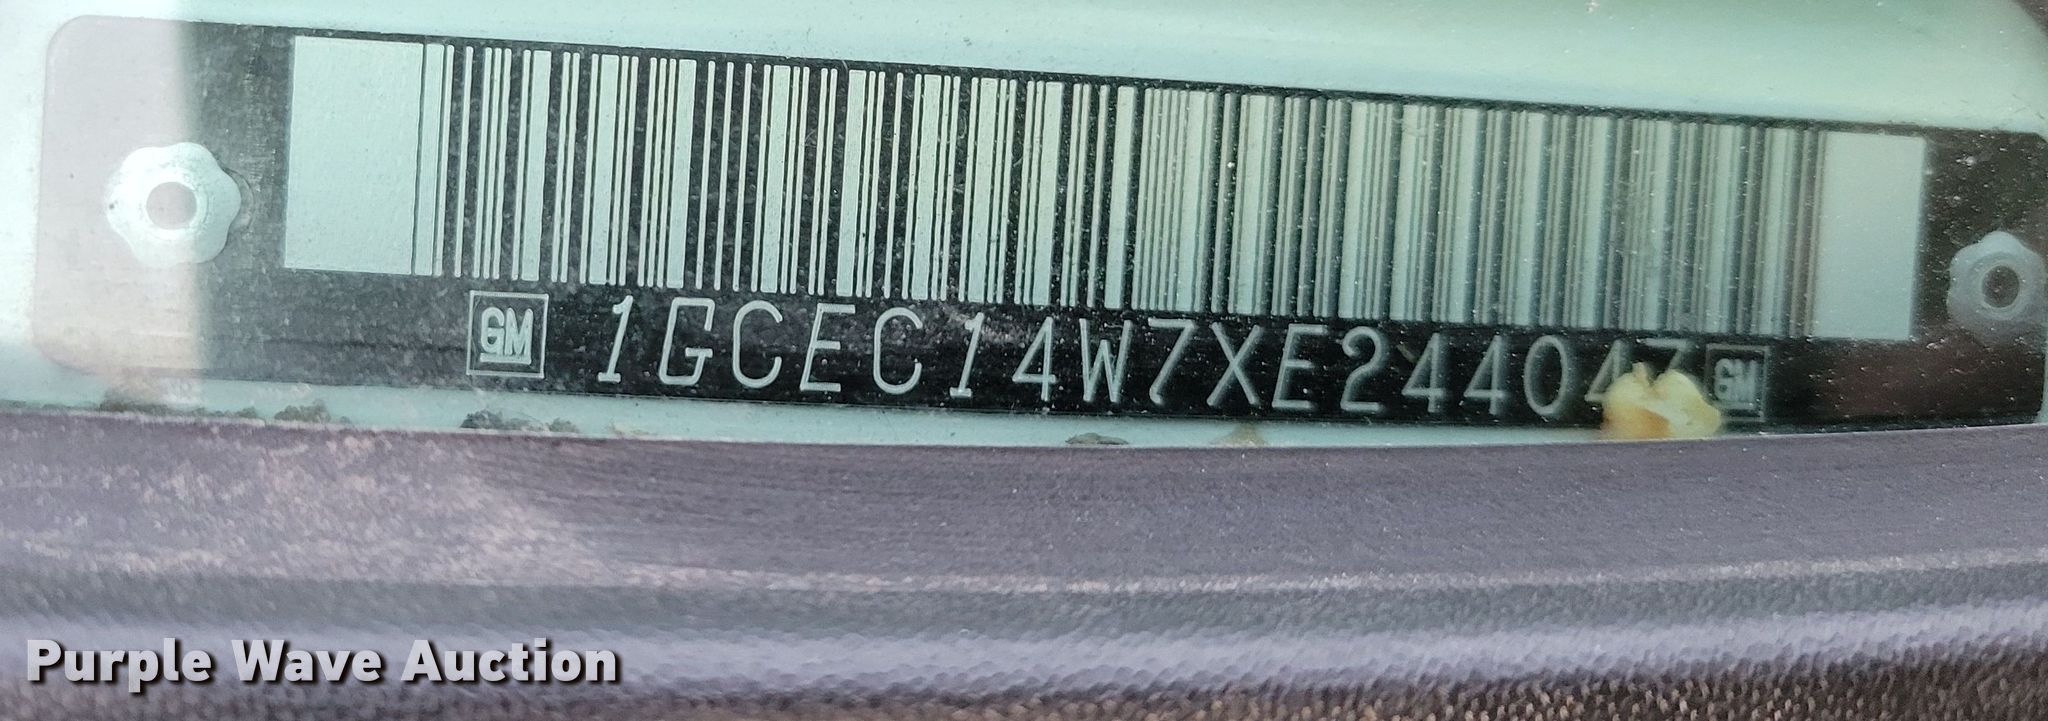 GM 1GCEC14W7XE244047 GM
Purple Wave Auction